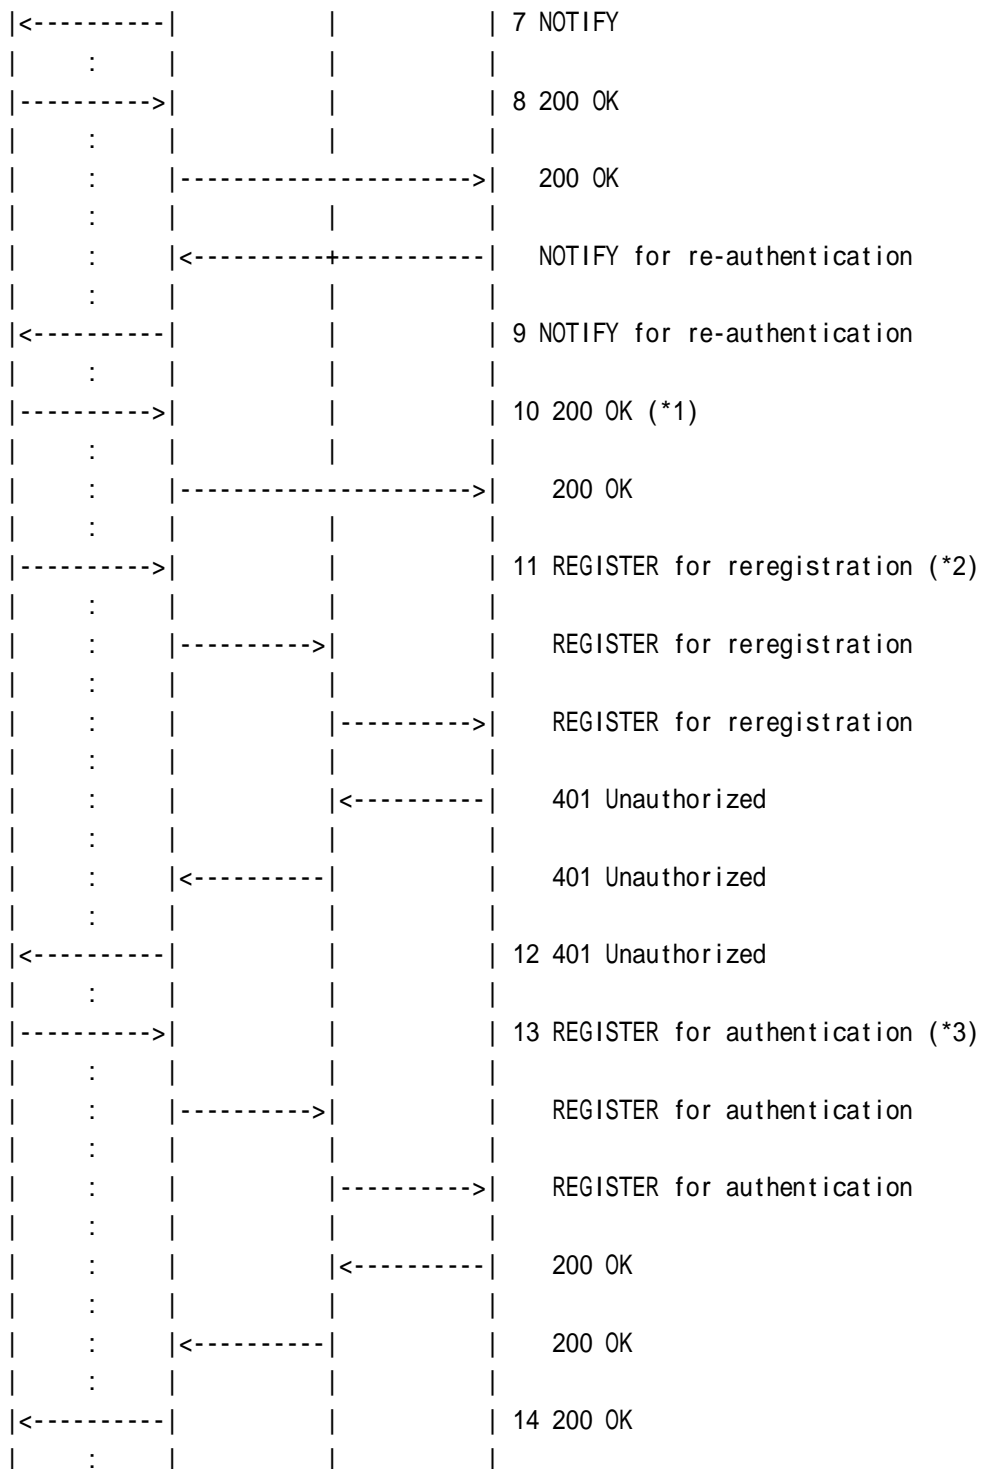 |<----------|           |           | 7 NOTIFY
|     :     |           |           |
|---------->|           |           | 8 200 OK
|     :     |           |           |
|     :     |---------------------->|   200 OK
|     :     |           |           |
|     :     |<----------+-----------|   NOTIFY for re-authentication
|     :     |           |           |
|<----------|           |           | 9 NOTIFY for re-authentication
|     :     |           |           |
|---------->|           |           | 10 200 OK (*1)
|     :     |           |           |
|     :     |---------------------->|    200 OK
|     :     |           |           |
|---------->|           |           | 11 REGISTER for reregistration (*2)
|     :     |           |           |
|     :     |---------->|           |    REGISTER for reregistration
|     :     |           |           |
|     :     |           |---------->|    REGISTER for reregistration
|     :     |           |           |
|     :     |           |<----------|    401 Unauthorized
|     :     |           |           |
|     :     |<----------|           |    401 Unauthorized
|     :     |           |           |
|<----------|           |           | 12 401 Unauthorized
|     :     |           |           |
|---------->|           |           | 13 REGISTER for authentication (*3)
|     :     |           |           |
|     :     |---------->|           |    REGISTER for authentication
|     :     |           |           |
|     :     |           |---------->|    REGISTER for authentication
|     :     |           |           |
|     :     |           |<----------|    200 OK
|     :     |           |           |
|     :     |<----------|           |    200 OK
|     :     |           |           |
|<----------|           |           | 14 200 OK
|     :     |           |           |